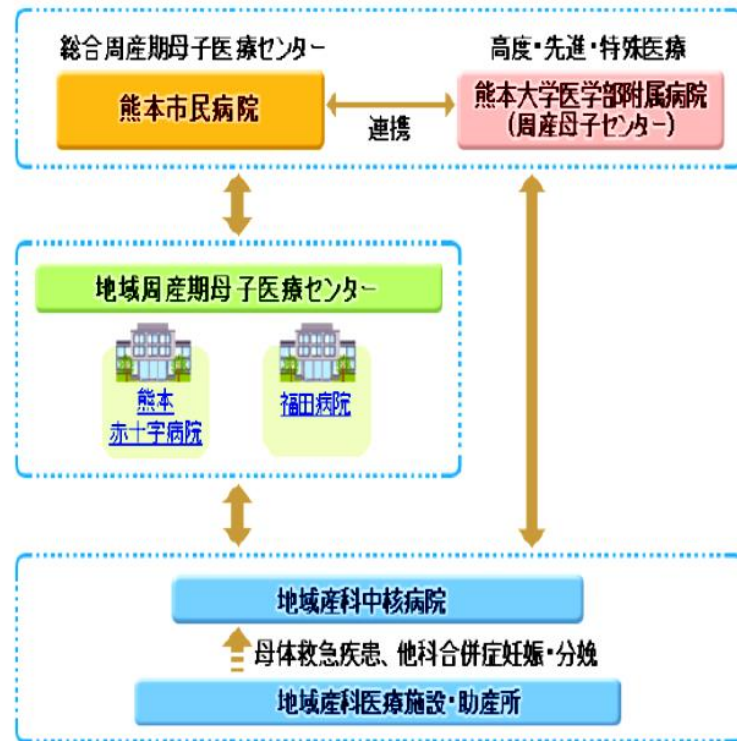 総合周産期母子医療センター
高度・先進・特殊医療
熊本市民病院
連携
熊本大学医学部附属病院
(周産母子センター)
地域周産期母子医療センター
熊本
赤十字病院
福田病院
地域産科中核病院
母体救急疾患、他科合併症妊娠・分娩
地域産科医療施設・助産所